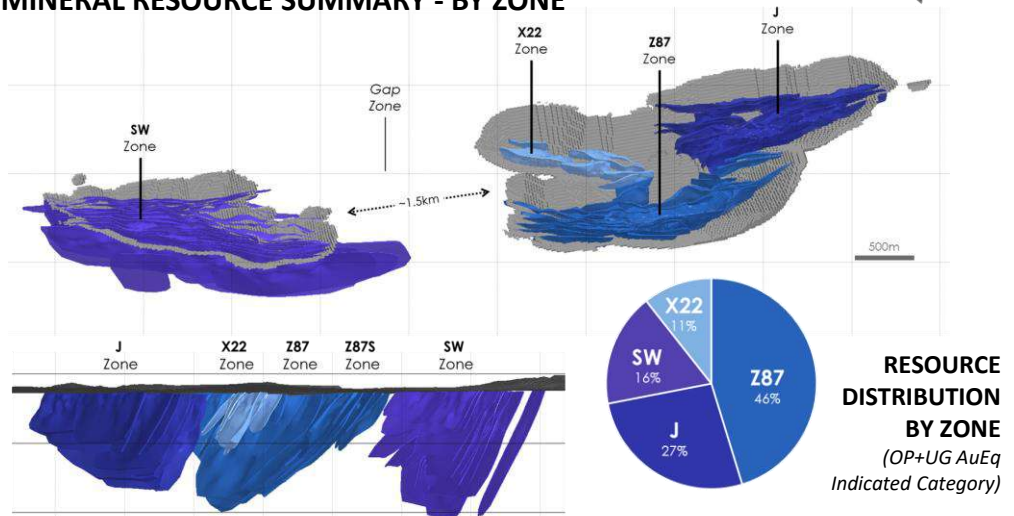 MINERAL RESOURCE SUMMARY - BY ZONE
J
Zone
X22
Zone
Z87
Zone
Gap
Zone
SW
Zone
~1.5km
500m
J
Zone
X22
Zone
Z87
Zone
Z87S
Zone
SW
Zone
X22
11%
SW
16%
Z87
46%
J
27%
RESOURCE
DISTRIBUTION
BY ZONE
(OP+UG AuEq
Indicated Category)